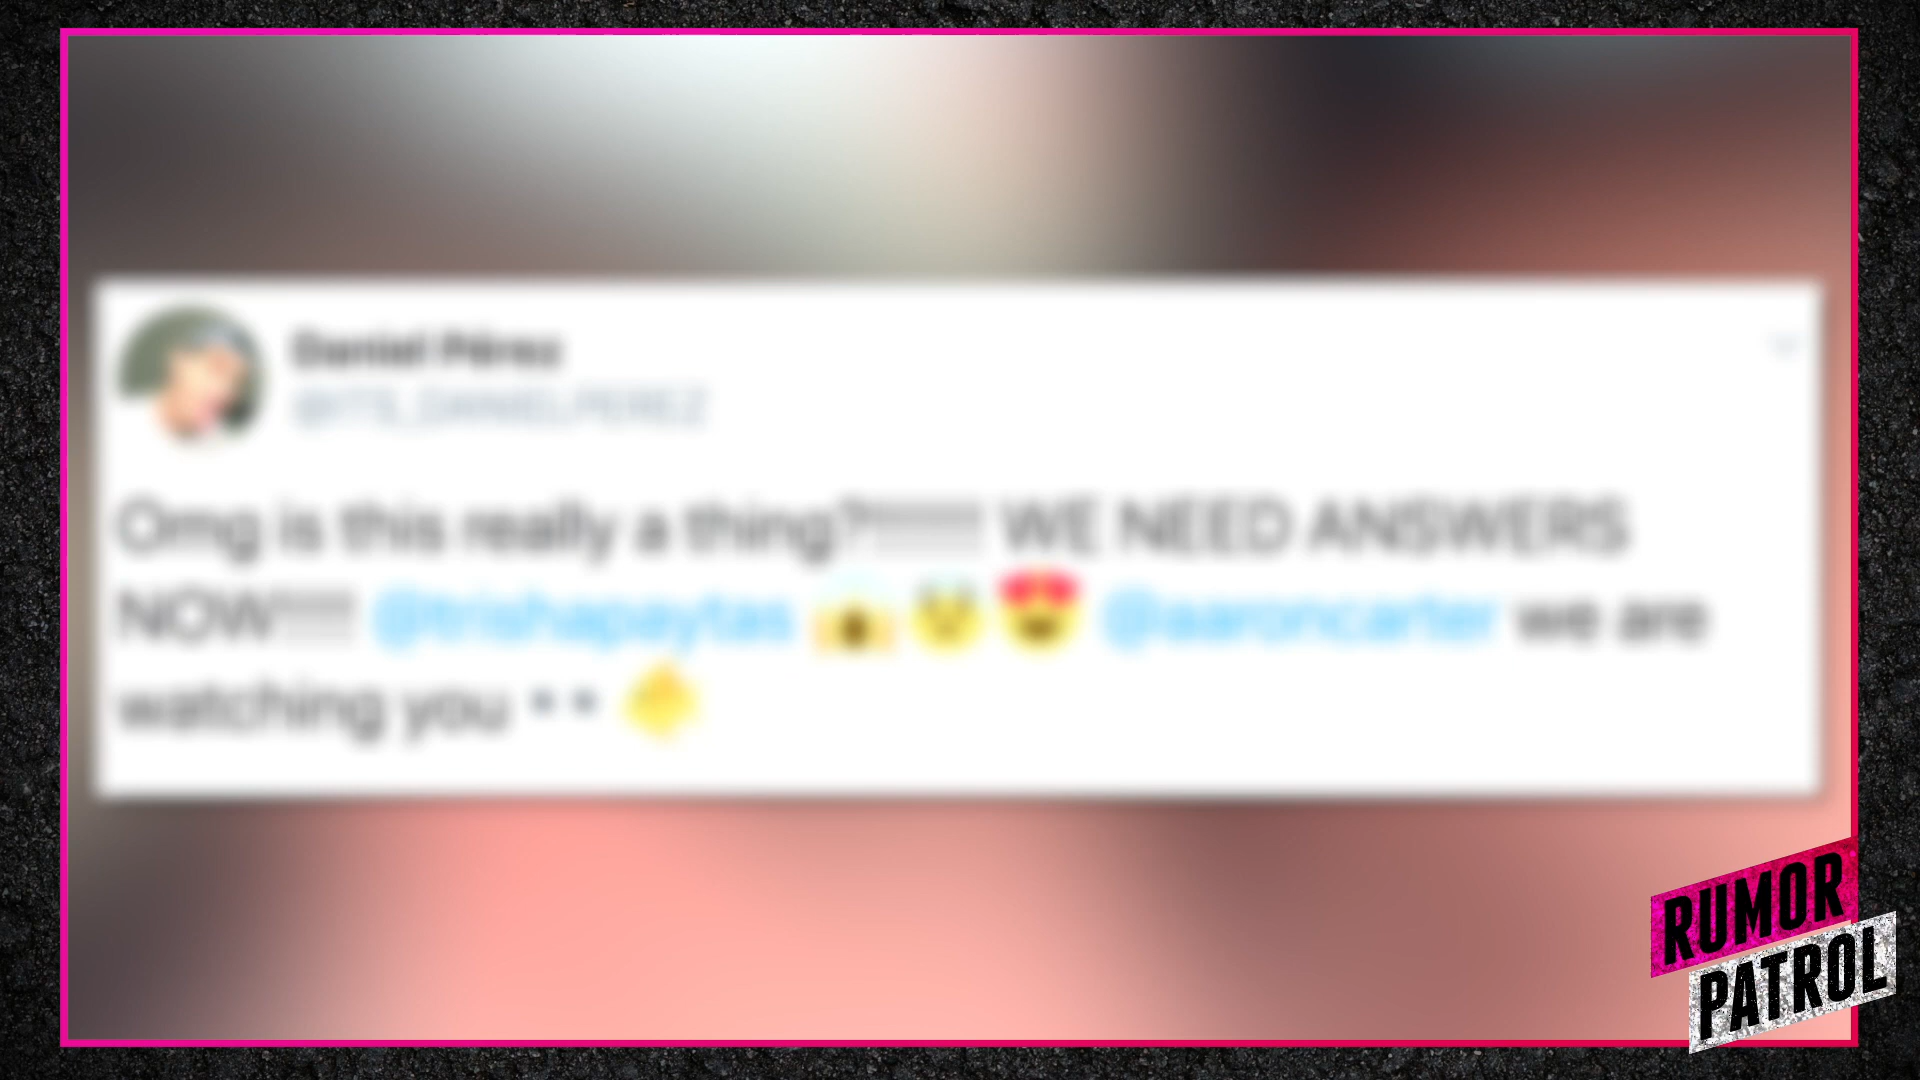 Daniel Pérez
@ITS_DANIELPEREZ
Omg is this really a thing?!!!!!!! WE NEED ANSWERS
NOW!!!! @trishapaytas 😱😲😍 @aaroncarter we are
watching you 👀
RUMOR
PATROL